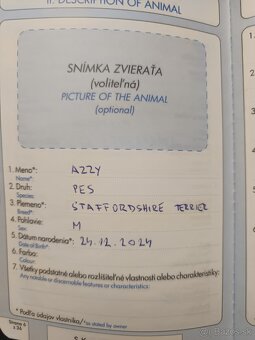 II. DESCRIPTION OF ANIMAL
SNÍMKA ZVIERAŤA
(voliteľná)
PICTURE OF THE ANIMAL
(optional)
1. Meno*: AZZY
Name*:
2. Druh: PES
Species:
3. Plemeno*: STAFFORDSHIRE TERRIER
Breed*:
4. Pohlavie: M
Sex:
5. Dátum narodenia*: 24.12.2024
Date of Birth*:
6. Farba:
Colour:
7. Všetky podstatné alebo rozlíšiteľné vlastnosti alebo charakteristiky:
Any notable or discernable features or characteristics:
* Podľa údajov vlastníka/*as stated by owner
Strana 6
z 36